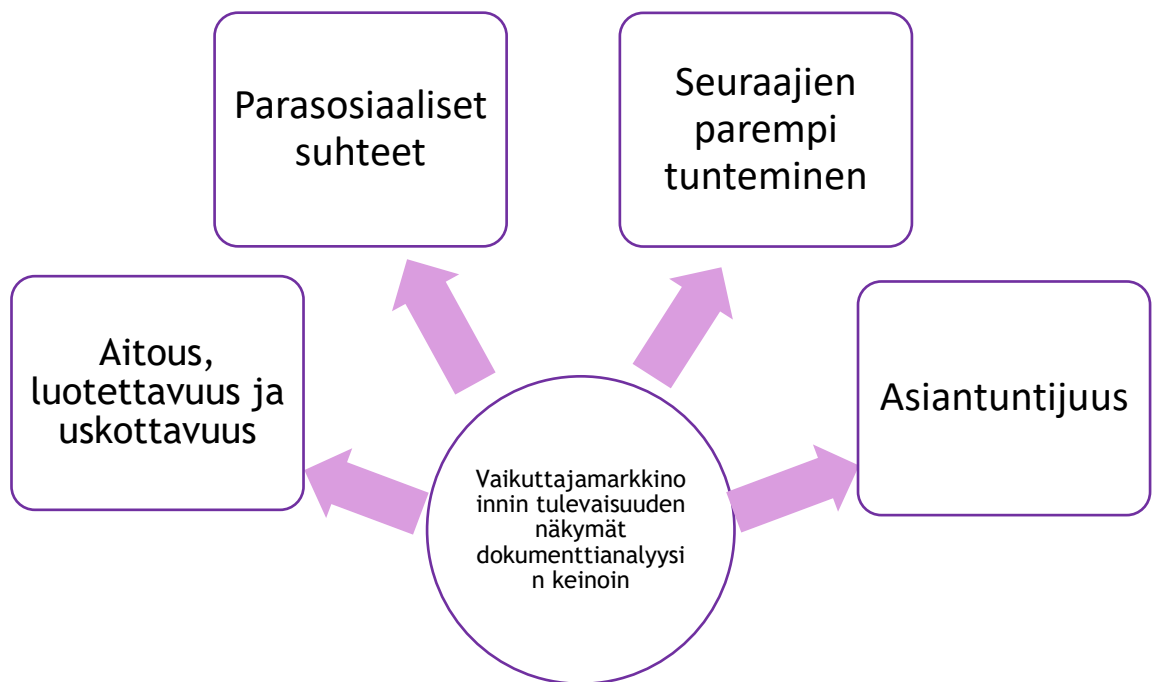 Parasosiaaliset
suhteet
Seuraajien
parempi
tunteminen
Aitous,
luotettavuus ja
uskottavuus
Asiantuntijuus
Vaikuttajamarkkino
innin tulevaisuuden
näkymät
dokumenttianalyysi
n keinoin